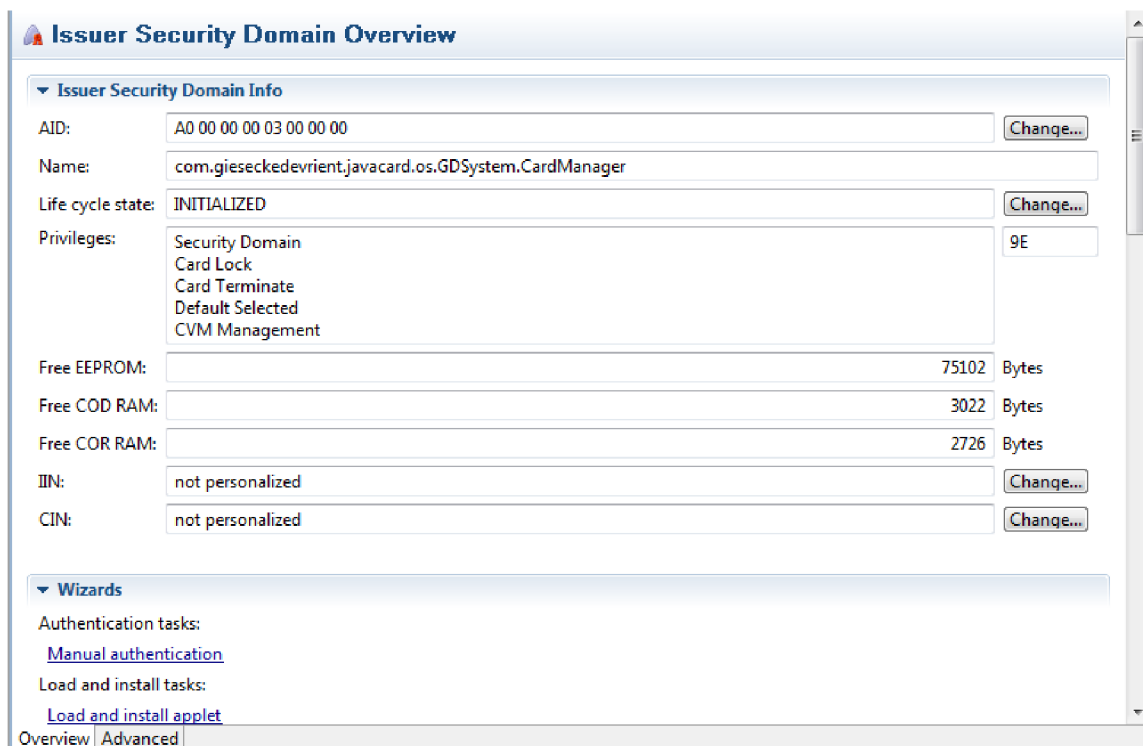 Issuer Security Domain Overview
Issuer Security Domain Info
AID: A0 00 00 00 03 00 00 00 Change...
Name: com.gieseckedevrient.javacard.os.GDSystem.CardManager
Life cycle state: INITIALIZED Change...
Privileges: Security Domain 9E
Card Lock
Card Terminate
Default Selected
CVM Management
Free EEPROM: 75102 Bytes
Free COD RAM: 3022 Bytes
Free COR RAM: 2726 Bytes
IIN: not personalized Change...
CIN: not personalized Change...
Wizards
Authentication tasks:
Manual authentication
Load and install tasks:
Load and install applet
Overview Advanced